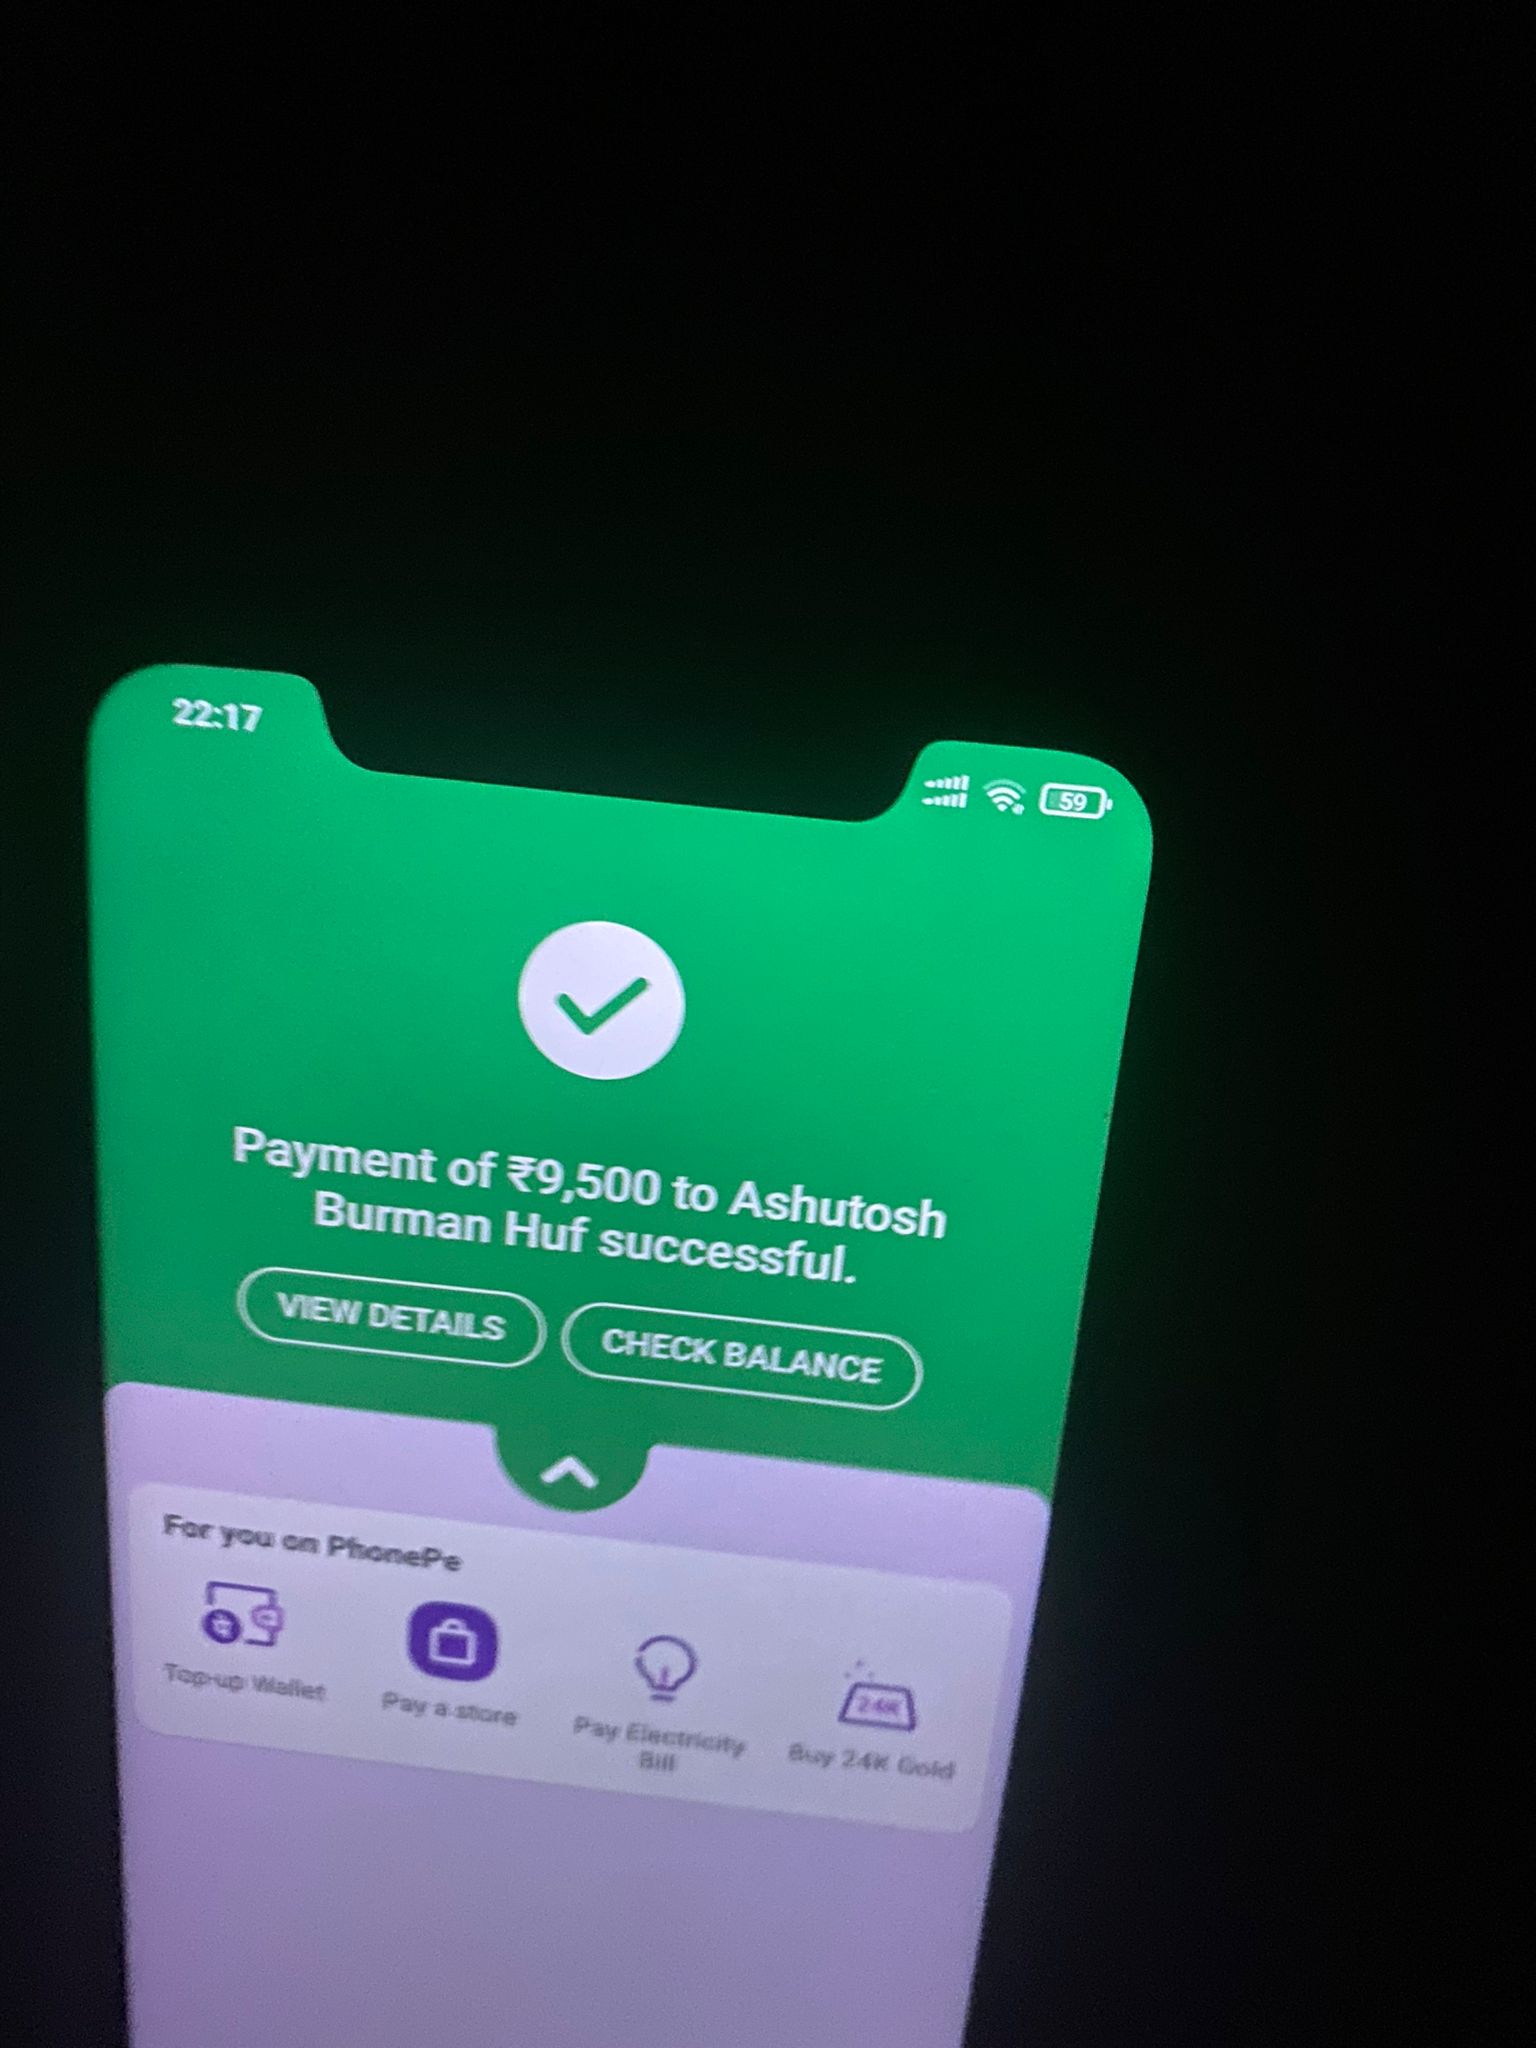 22:17
59
Payment of ₹9,500 to Ashutosh
Burman Huf successful.
VIEW DETAILS
CHECK BALANCE
For you on PhonePe
Top-up Wallet
Pay a store
Pay Electricity
Bill
24K
Buy 24K Gold